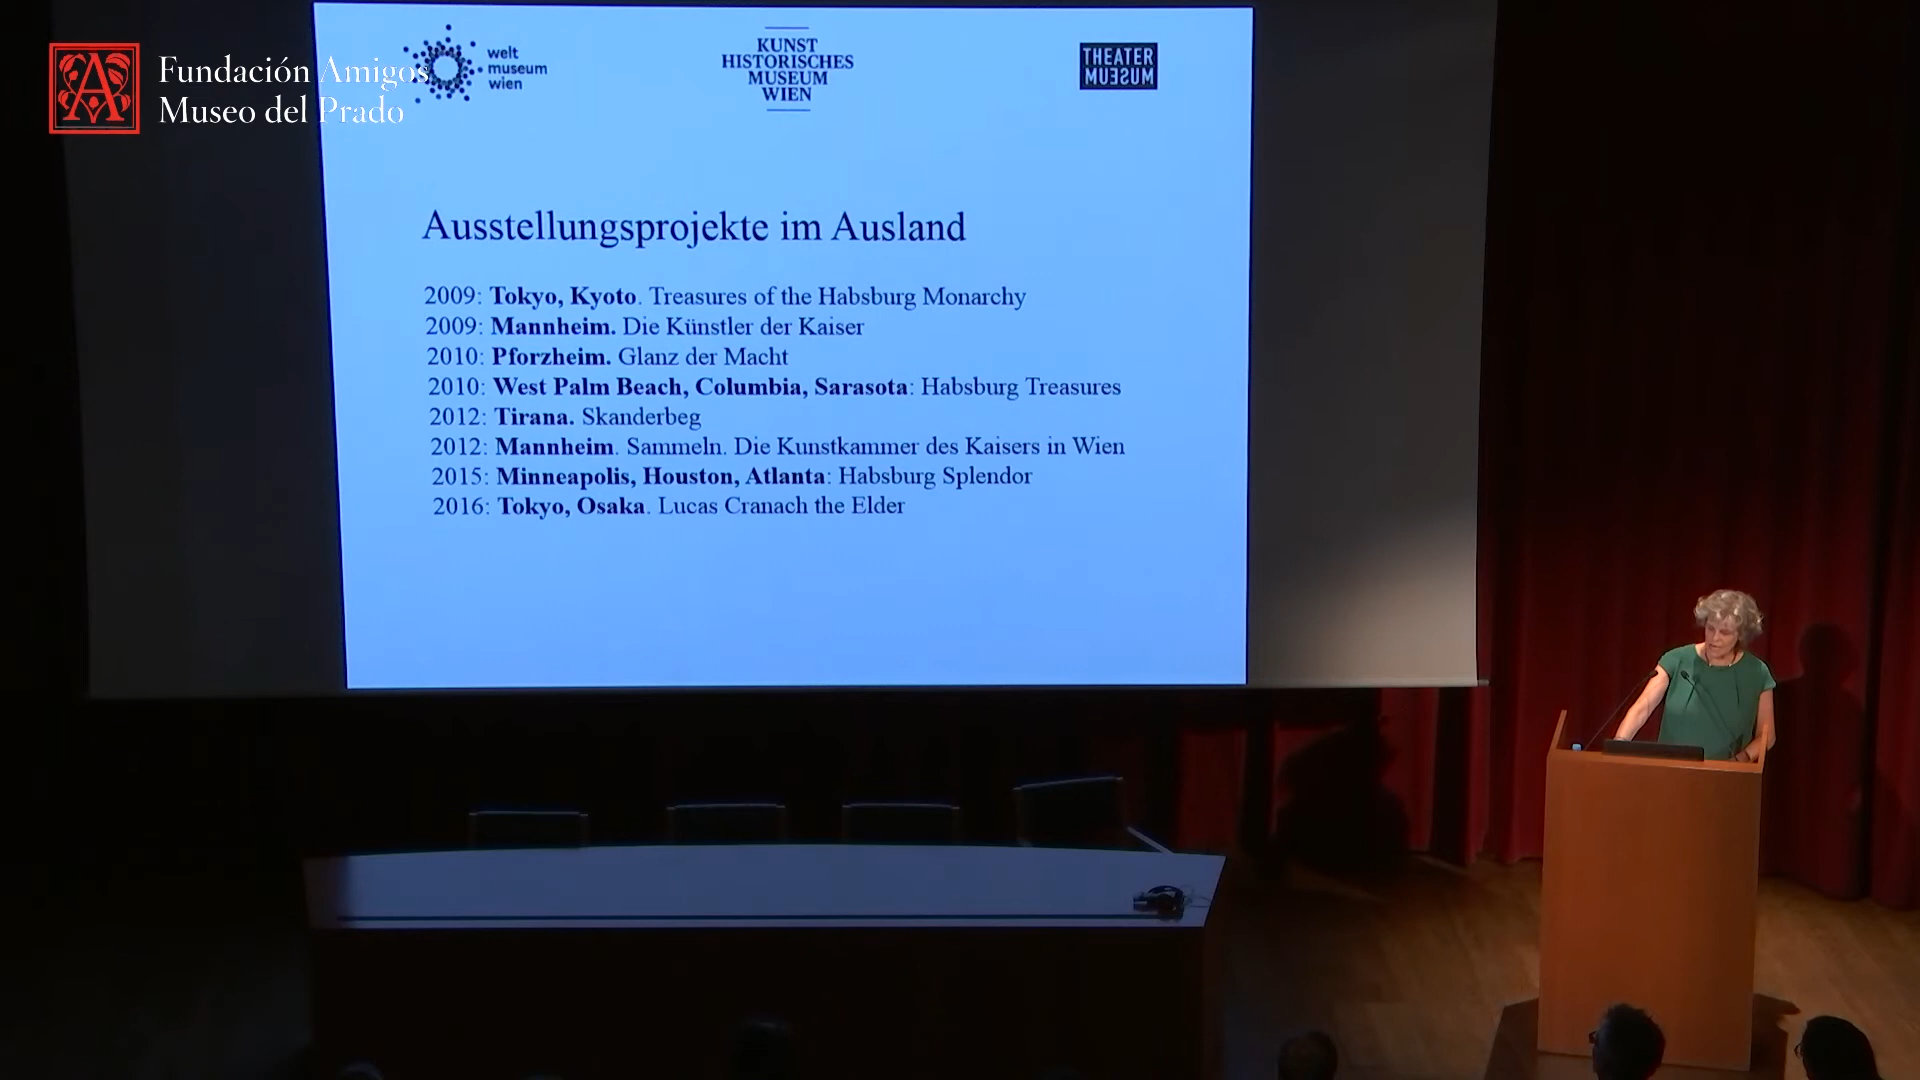 Fundación Amigos
Museo del Prado
welt
museum
wien
KUNST
HISTORISCHES
MUSEUM
WIEN
THEATER
MUSEUM
Ausstellungsprojekte im Ausland
2009: Tokyo, Kyoto. Treasures of the Habsburg Monarchy
2009: Mannheim. Die Künstler der Kaiser
2010: Pforzheim. Glanz der Macht
2010: West Palm Beach, Columbia, Sarasota: Habsburg Treasures
2012: Tirana. Skanderbeg
2012: Mannheim. Sammeln. Die Kunstkammer des Kaisers in Wien
2015: Minneapolis, Houston, Atlanta: Habsburg Splendor
2016: Tokyo, Osaka. Lucas Cranach the Elder